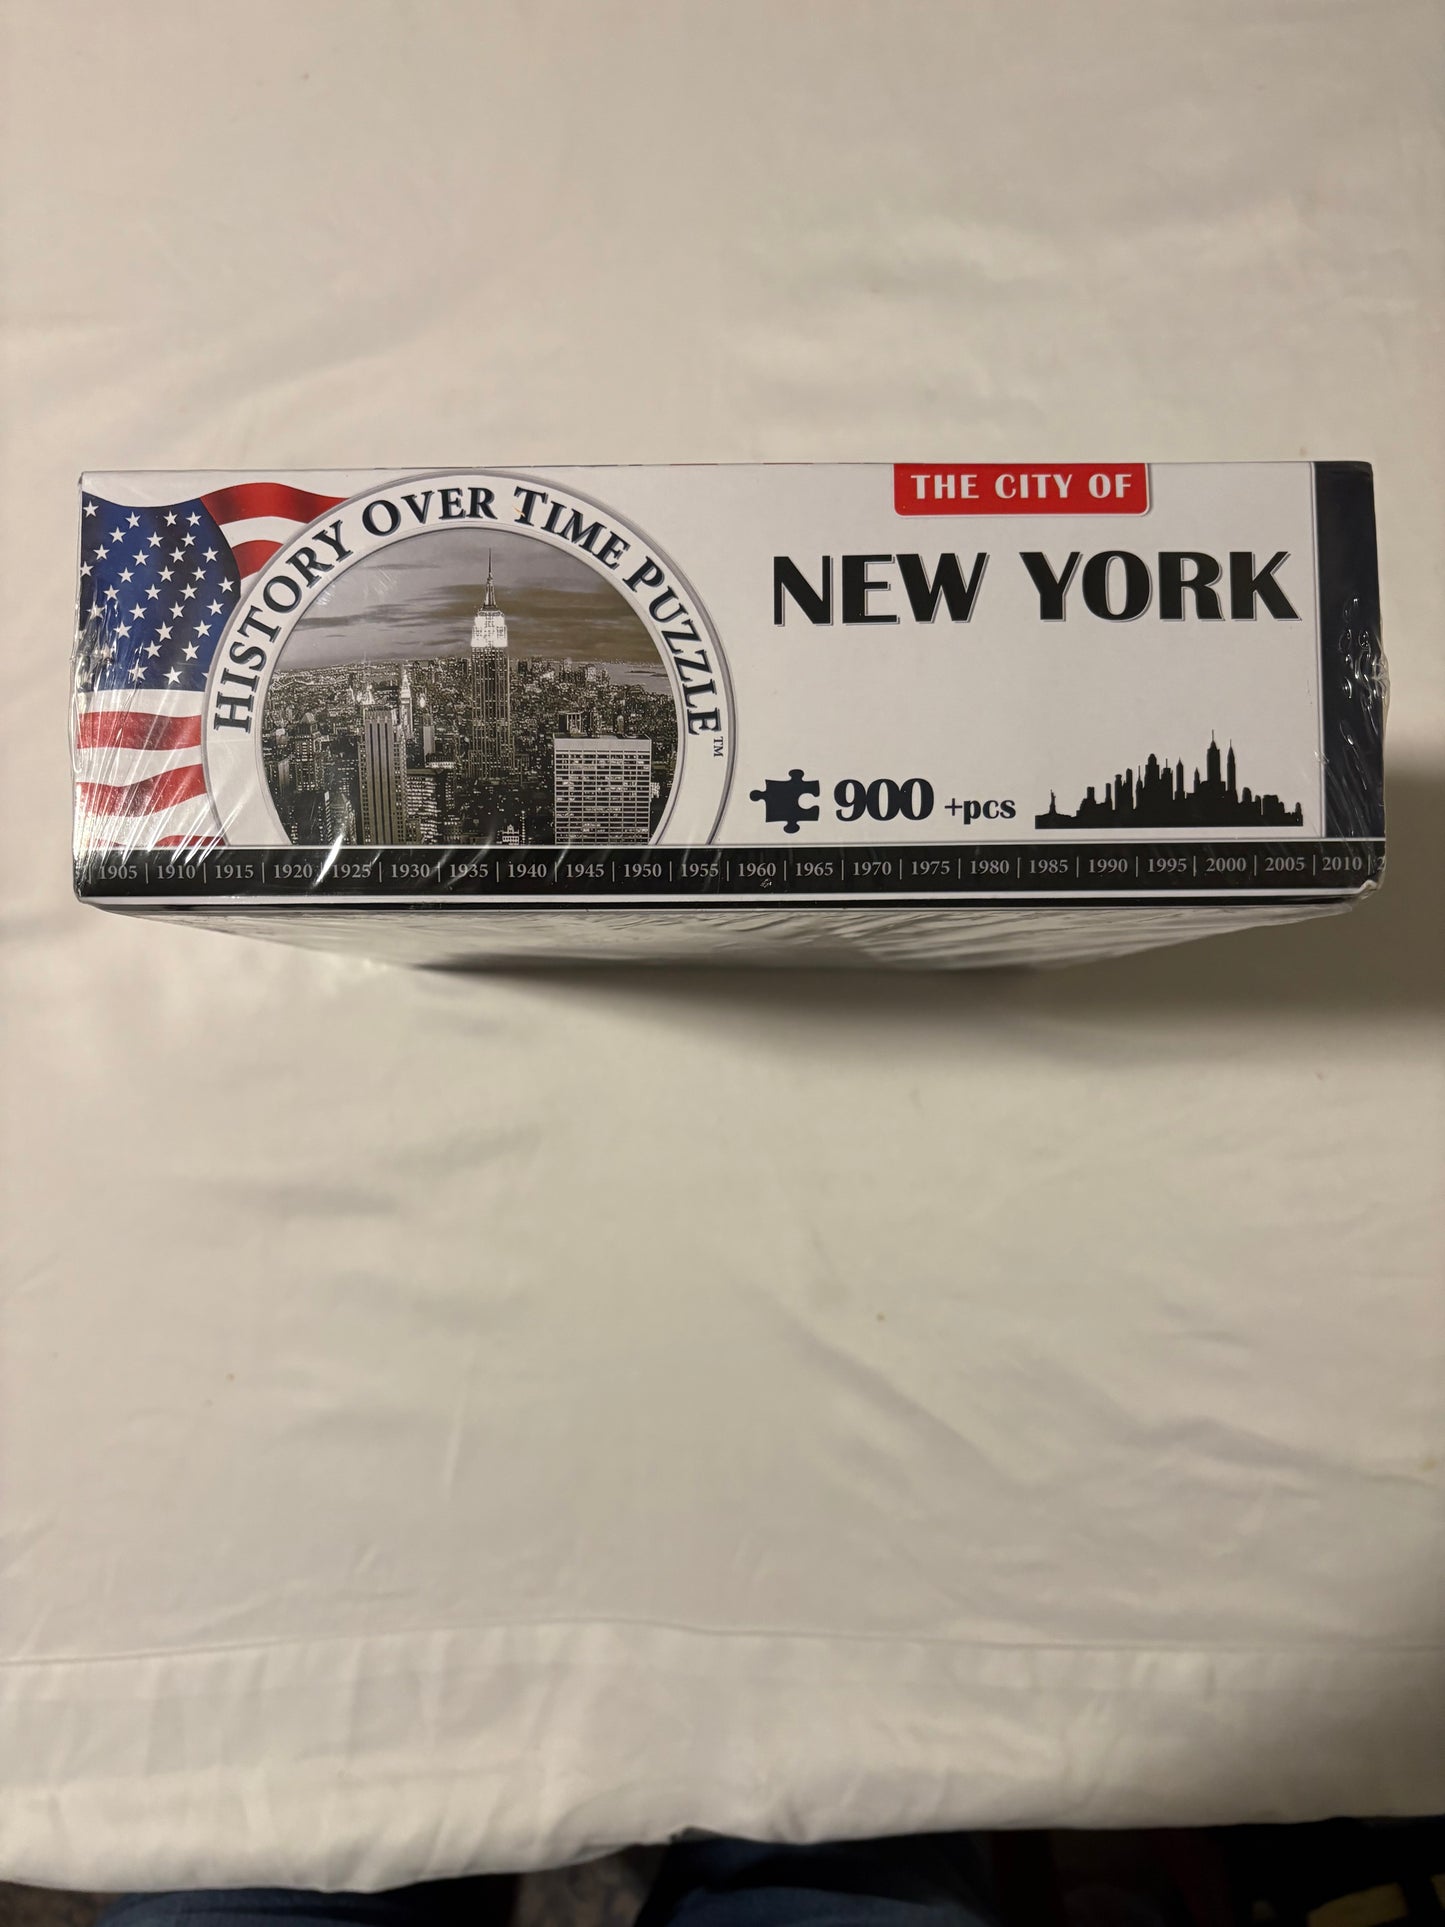 HISTORY OVER TIME PUZZLE™
THE CITY OF
NEW YORK
900 +pcs
1905 | 1910 | 1915 | 1920 | 1925 | 1930 | 1935 | 1940 | 1945 | 1950 | 1955 | 1960 | 1965 | 1970 | 1975 | 1980 | 1985 | 1990 | 1995 | 2000 | 2005 | 2010 |